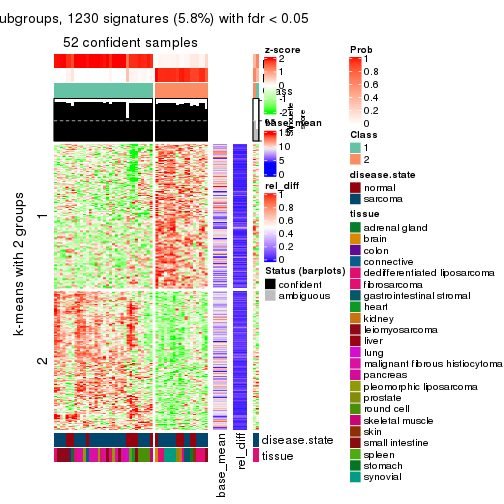 ubgroups, 1230 signatures (5.8%) with fdr < 0.05
52 confident samples
k-means with 2 groups
1
2
z-score
2
1
-2
base_mean
15
10
5
0
rel_diff
1
0.8
0.6
0.4
0.2
0
Status (barplots)
confident
ambiguous
score
Prob
1
0.8
0.6
0.4
0.2
0
Class
1
2
disease.state
normal
sarcoma
tissue
adrenal gland
brain
colon
connective
dedifferentiated liposarcoma
fibrosarcoma
gastrointestinal stromal
heart
kidney
leiomyosarcoma
liver
lung
malignant fibrous histiocytoma
pancreas
pleomorphic liposarcoma
prostate
round cell
skeletal muscle
skin
small intestine
spleen
stomach
synovial
disease.state
tissue
base_mean
rel_diff